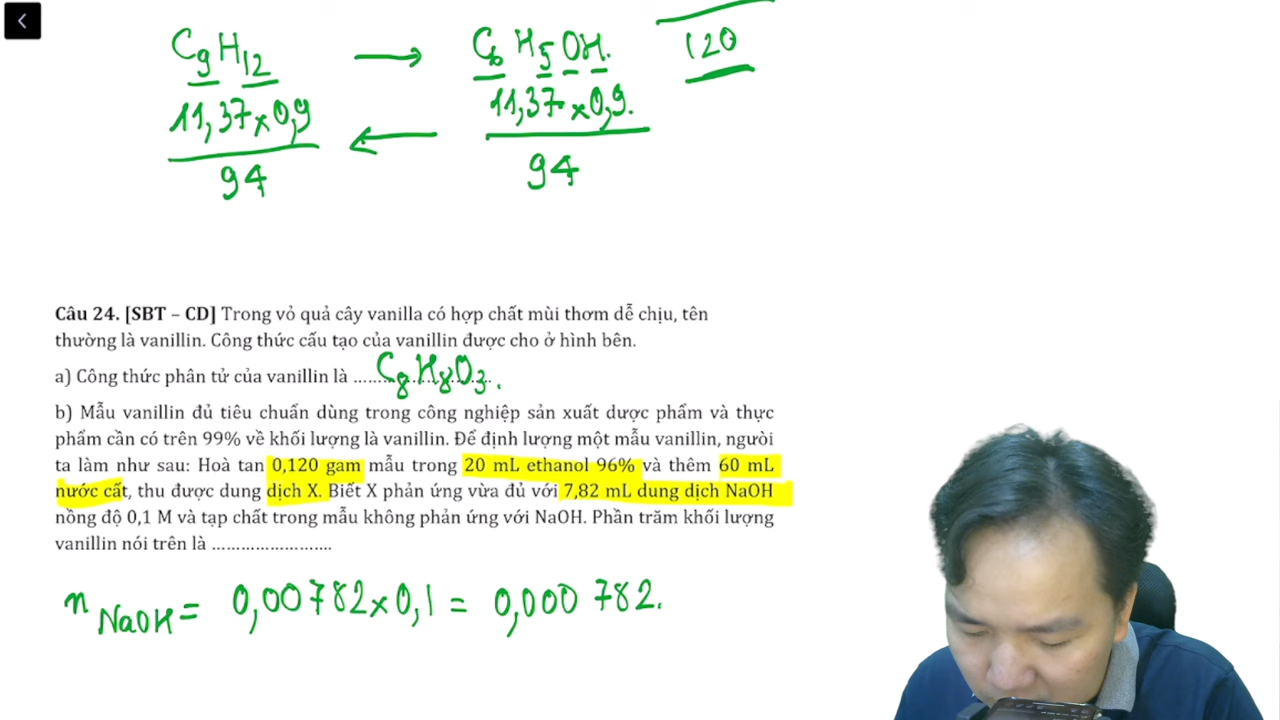 C₉H₁₂ → C₆H₅OH.
120
11,37×0,9 ← 11,37×0,9.
94 94
Câu 24. [SBT – CD] Trong vỏ quả cây vanilla có hợp chất mùi thơm dễ chịu, tên
thường là vanillin. Công thức cấu tạo của vanillin được cho ở hình bên.
a) Công thức phân tử của vanillin là .....C₈H₈O₃.
b) Mẫu vanillin đủ tiêu chuẩn dùng trong công nghiệp sản xuất dược phẩm và thực
phẩm cần có trên 99% về khối lượng là vanillin. Để định lượng một mẫu vanillin, người
ta làm như sau: Hoà tan 0,120 gam mẫu trong 20 mL ethanol 96% và thêm 60 mL
nước cất, thu được dung dịch X. Biết X phản ứng vừa đủ với 7,82 mL dung dịch NaOH
nồng độ 0,1 M và tạp chất trong mẫu không phản ứng với NaOH. Phần trăm khối lượng
vanillin nói trên là ........................
n NaOH = 0,00782×0,1 = 0,000 782.